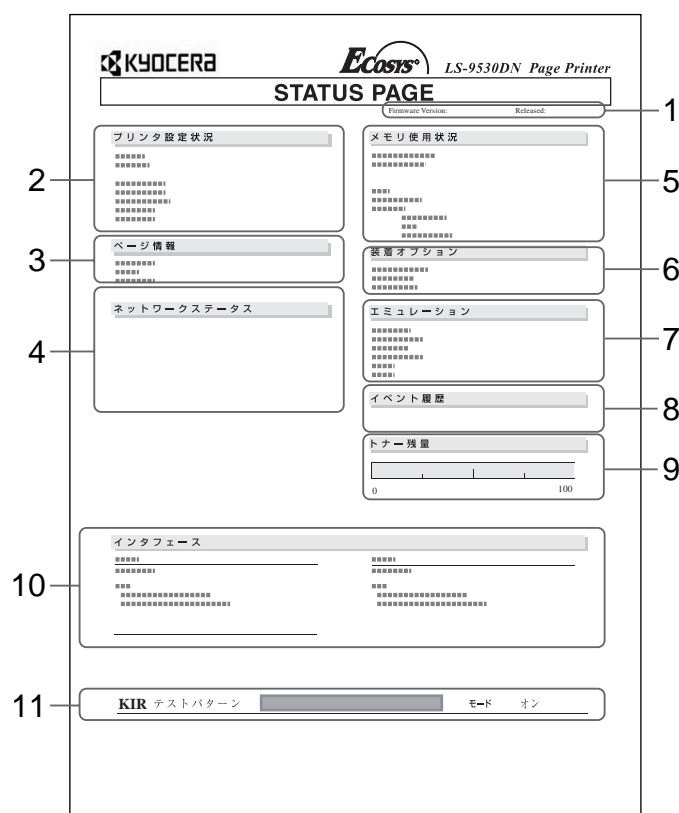 KYOCERA
Ecosys LS-9530DN Page Printer
STATUS PAGE
Firmware Version: Released:
1
2
プリンタ設定状況
メモリ使用状況
5
3
ページ情報
装着オプション
6
4
ネットワークステータス
エミュレーション
7
イベント履歴
8
トナー残量
9
0 100
10
インタフェース
11
KIR テストパターン モード オン